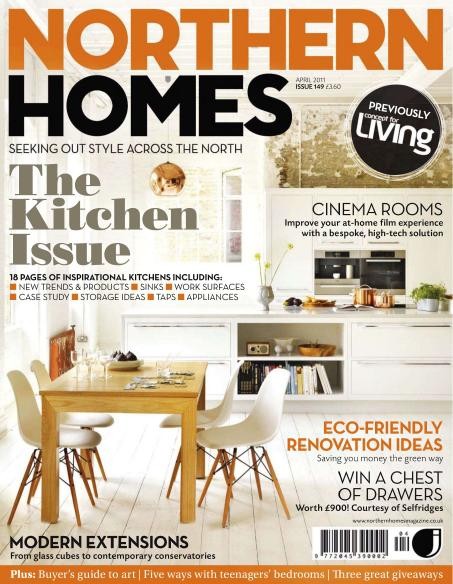 NORTHERN
HOMES
APRIL 2011
ISSUE 149 £3.60
PREVIOUSLY
concept for
Living
SEEKING OUT STYLE ACROSS THE NORTH
The
Kitchen
Issue
18 PAGES OF INSPIRATIONAL KITCHENS INCLUDING:
■ NEW TRENDS & PRODUCTS ■ SINKS ■ WORK SURFACES
■ CASE STUDY ■ STORAGE IDEAS ■ TAPS ■ APPLIANCES
CINEMA ROOMS
Improve your at-home film experience
with a bespoke, high-tech solution
ECO-FRIENDLY
RENOVATION IDEAS
Saving you money the green way
WIN A CHEST
OF DRAWERS
Worth £900! Courtesy of Selfridges
www.northernhomesmagazine.co.uk
MODERN EXTENSIONS
From glass cubes to contemporary conservatories
04
9 772045 390002
Plus: Buyer's guide to art | Five ways with teenagers' bedrooms | Three great giveaways